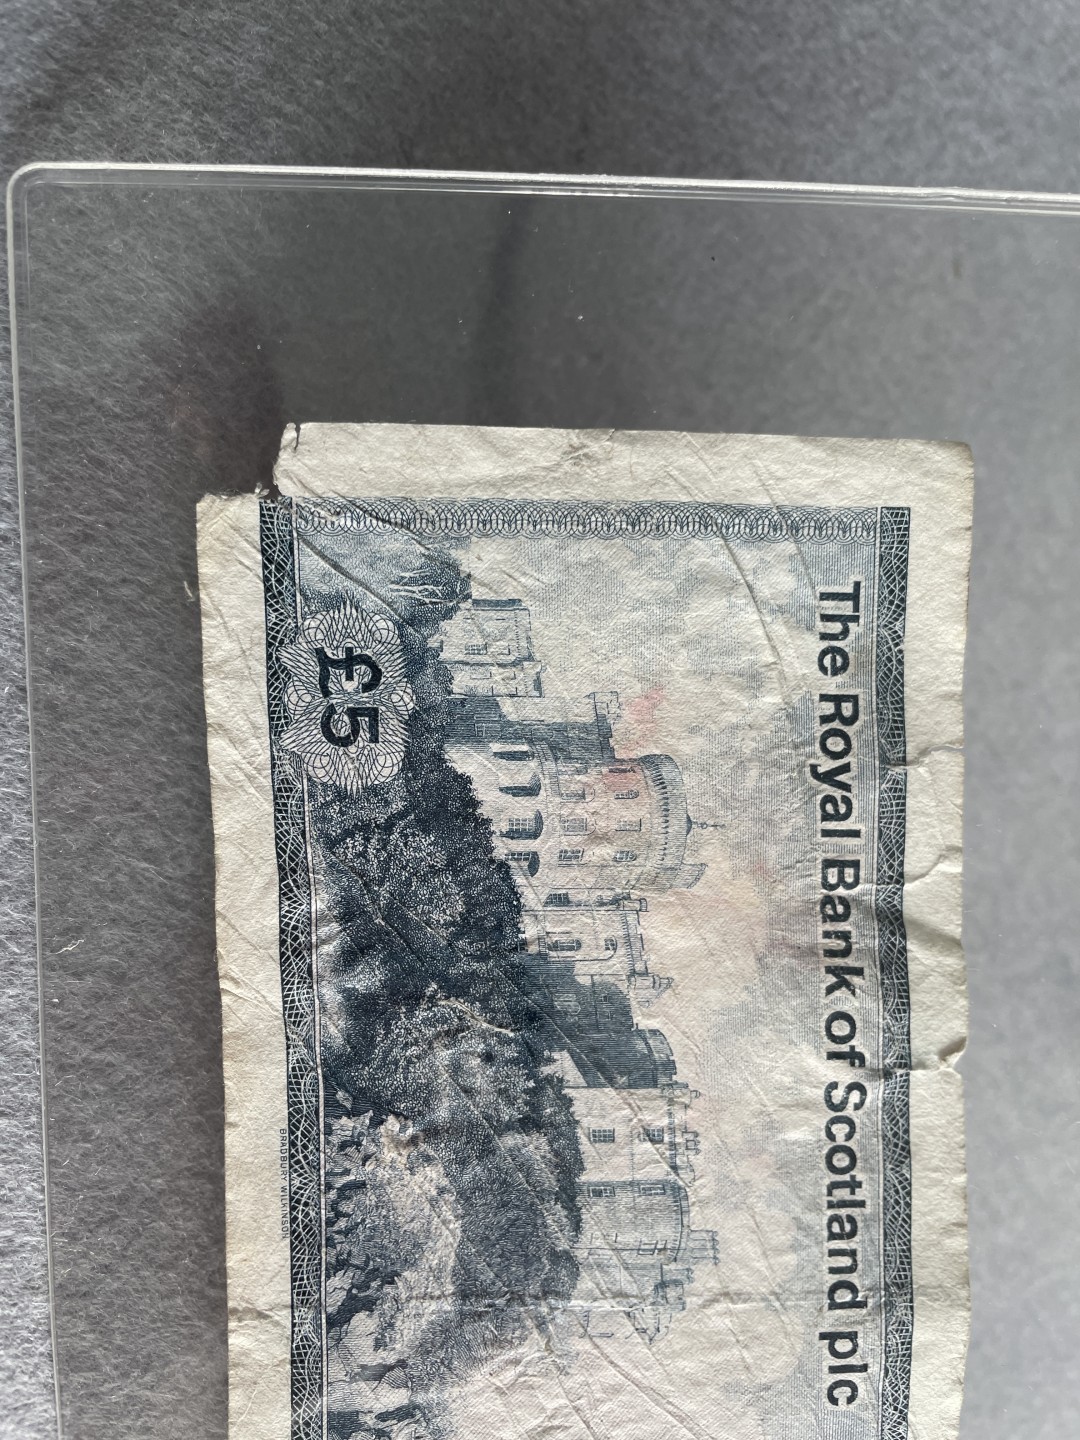 The Royal Bank of Scotland plc
£5
BRADBURY WILKINSON